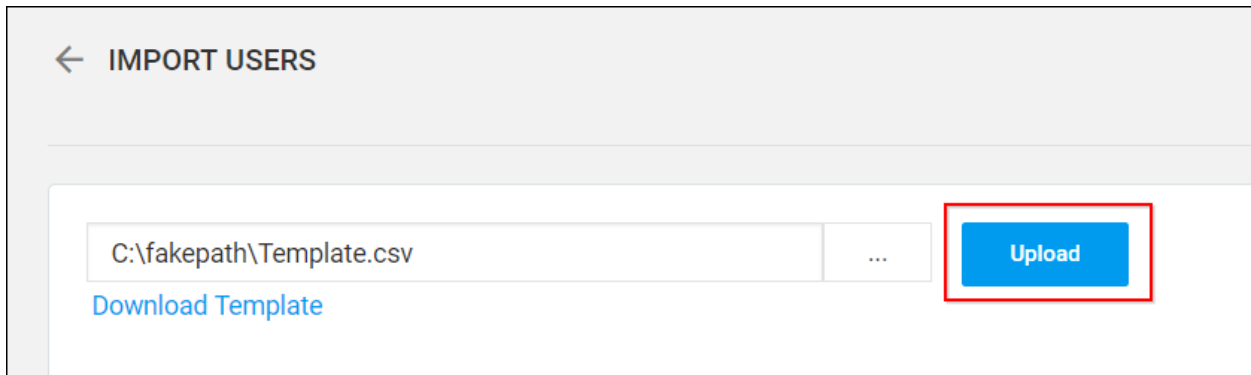 IMPORT USERS
C:\fakepath\Template.csv ... Upload
Download Template